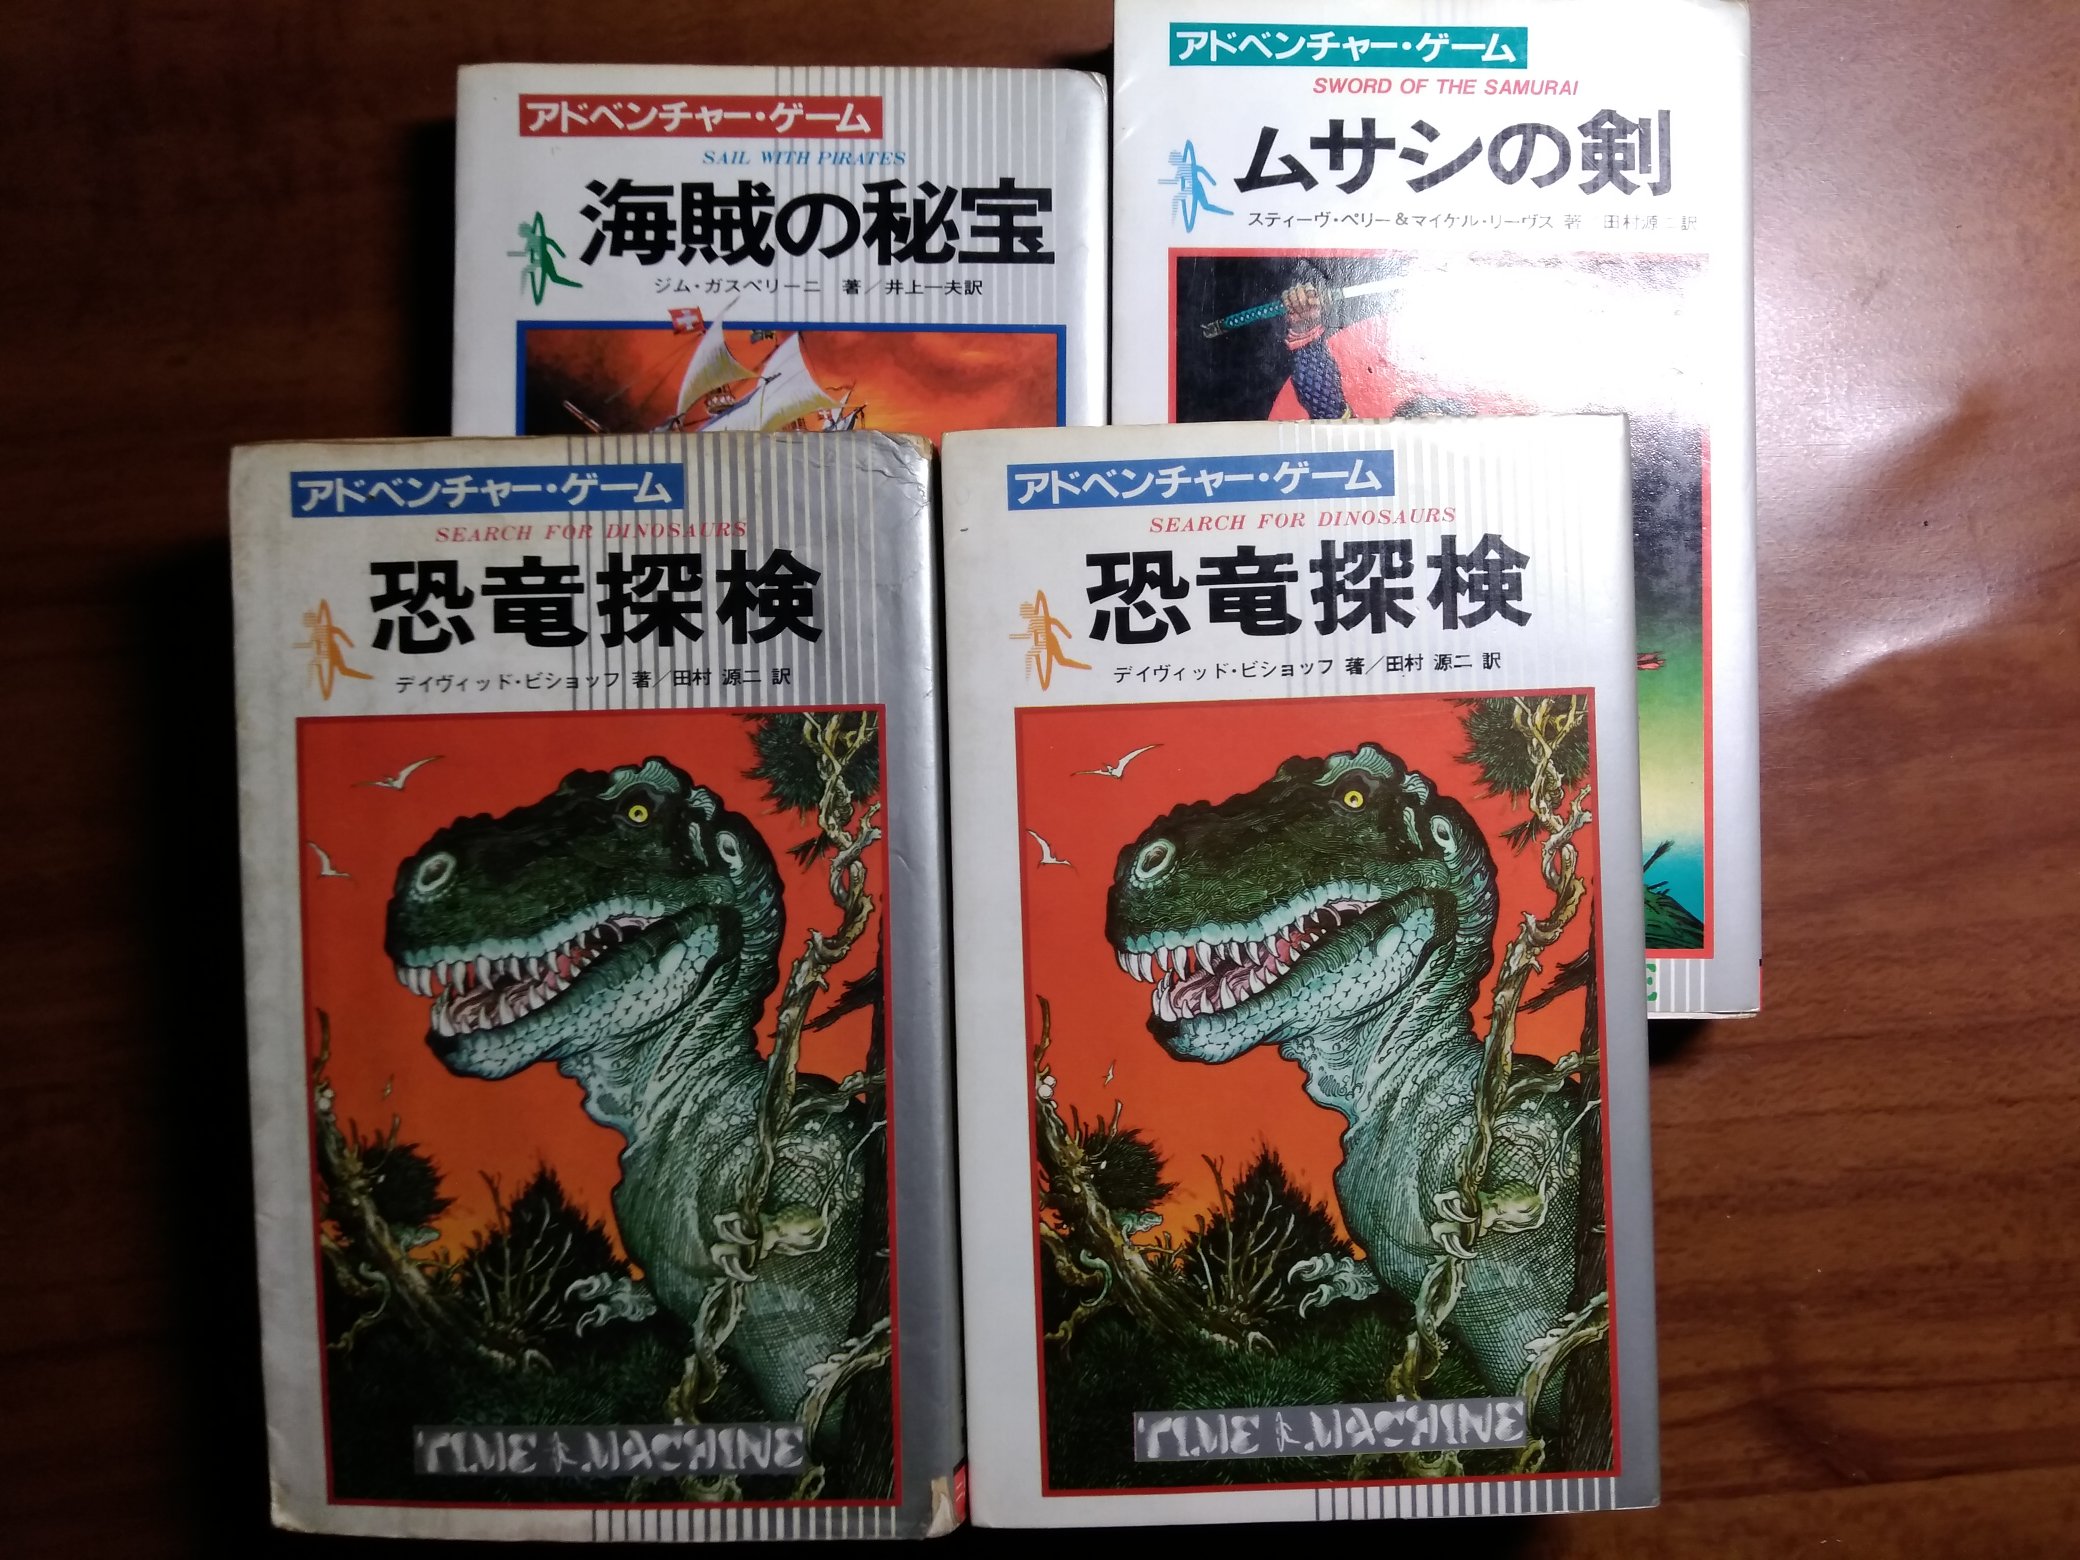 アドベンチャー・ゲーム
SAIL WITH PIRATES
海賊の秘宝
ジム・ガスペリーニ 著／井上一夫訳
アドベンチャー・ゲーム
SWORD OF THE SAMURAI
ムサシの剣
スティーヴ・ペリー&マイケル・リーヴス 著 田村源二訳
E
アドベンチャー・ゲーム
SEARCH FOR DINOSAURS
恐竜探検
デイヴィッド・ビショッフ 著／田村 源二 訳
TIME MACHINE
アドベンチャー・ゲーム
SEARCH FOR DINOSAURS
恐竜探検
デイヴィッド・ビショッフ 著／田村 源二 訳
TIME MACHINE